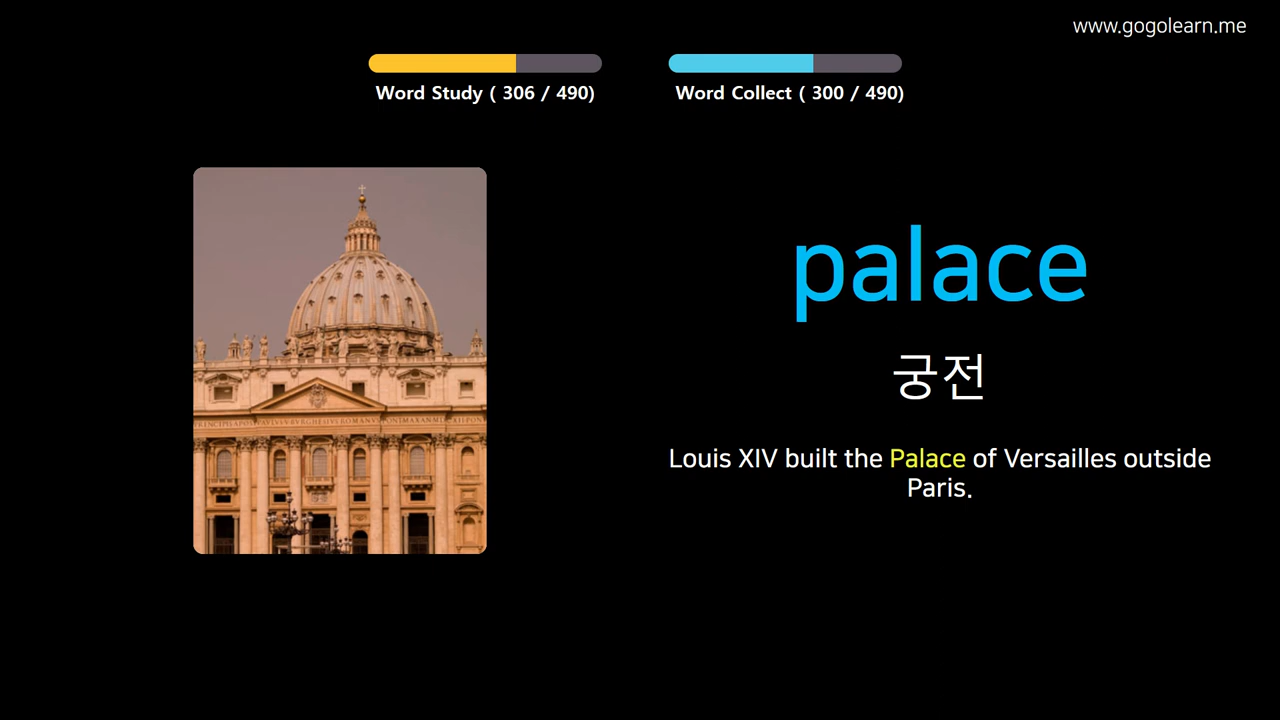 www.gogolearn.me
Word Study ( 306 / 490)
Word Collect ( 300 / 490)
palace
궁전
Louis XIV built the Palace of Versailles outside
Paris.